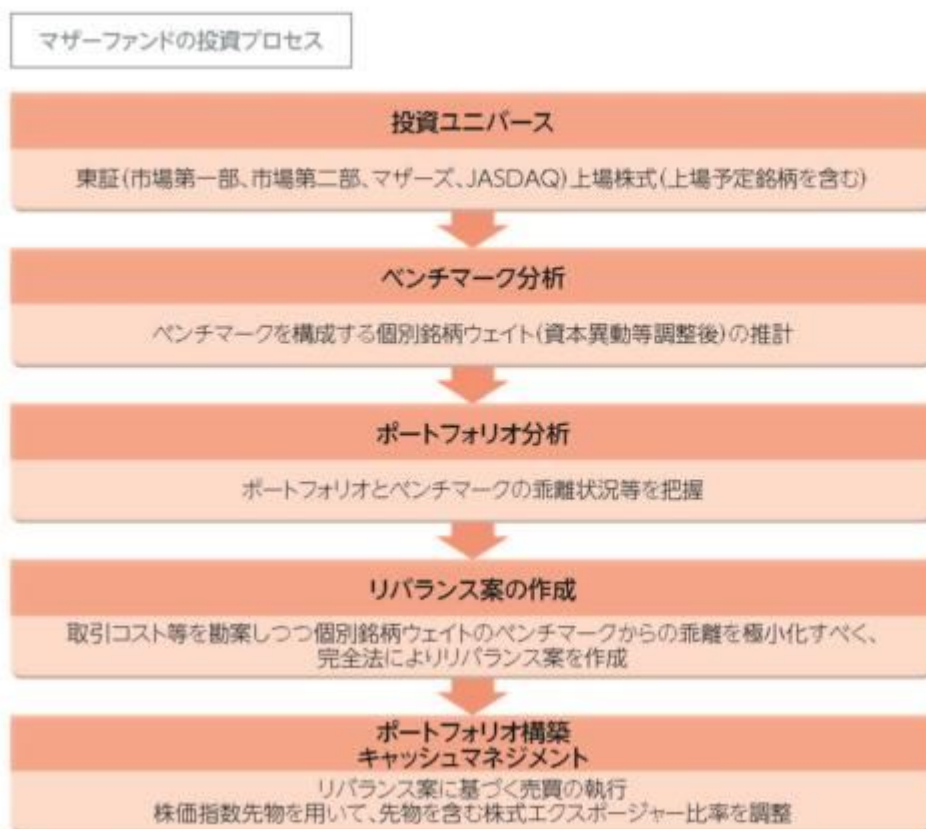 マザーファンドの投資プロセス
投資ユニバース
東証(市場第一部、市場第二部、マザーズ、JASDAQ)上場株式(上場予定銘柄を含む)
ベンチマーク分析
ベンチマークを構成する個別銘柄ウェイト(資本異動等調整後)の推計
ポートフォリオ分析
ポートフォリオとベンチマークの乖離状況等を把握
リバランス案の作成
取引コスト等を勘案しつつ個別銘柄ウェイトのベンチマークからの乖離を極小化すべく、
完全法によりリバランス案を作成
ポートフォリオ構築
キャッシュマネジメント
リバランス案に基づく売買の執行
株価指数先物を用いて、先物を含む株式エクスポージャー比率を調整